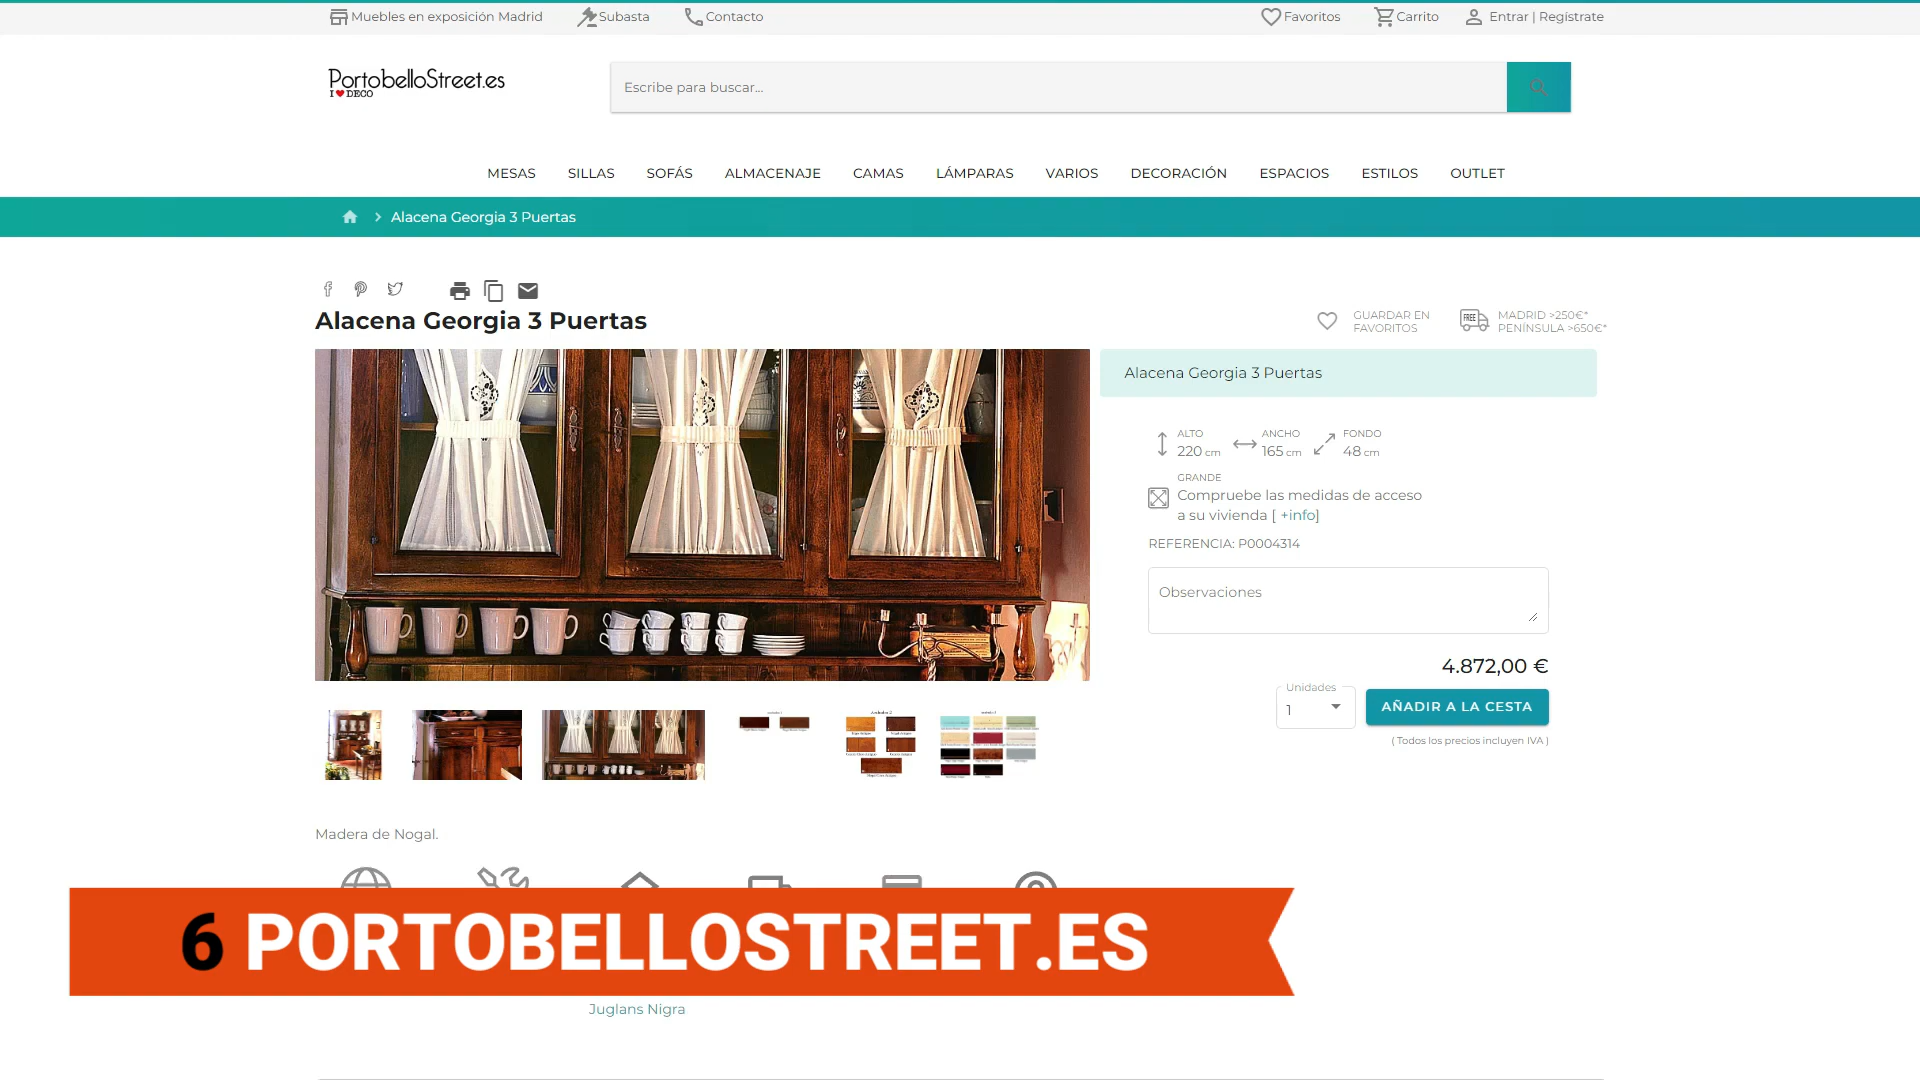 Muebles en exposición Madrid
Subasta
Contacto
Favoritos
Carrito
Entrar | Regístrate
PortobelloStreet.es
I ♥ DECO
Escribe para buscar...
MESAS
SILLAS
SOFÁS
ALMACENAJE
CAMAS
LÁMPARAS
VARIOS
DECORACIÓN
ESPACIOS
ESTILOS
OUTLET
Alacena Georgia 3 Puertas
Alacena Georgia 3 Puertas
GUARDAR EN
FAVORITOS
FREE
MADRID >250€*
PENÍNSULA >650€*
Alacena Georgia 3 Puertas
ALTO
220 cm
ANCHO
165 cm
FONDO
48 cm
GRANDE
Compruebe las medidas de acceso
a su vivienda [ +info]
REFERENCIA: P0004314
Observaciones
4.872,00 €
Unidades
1
AÑADIR A LA CESTA
( Todos los precios incluyen IVA )
Madera de Nogal.
6 PORTOBELLOSTREET.ES
Juglans Nigra